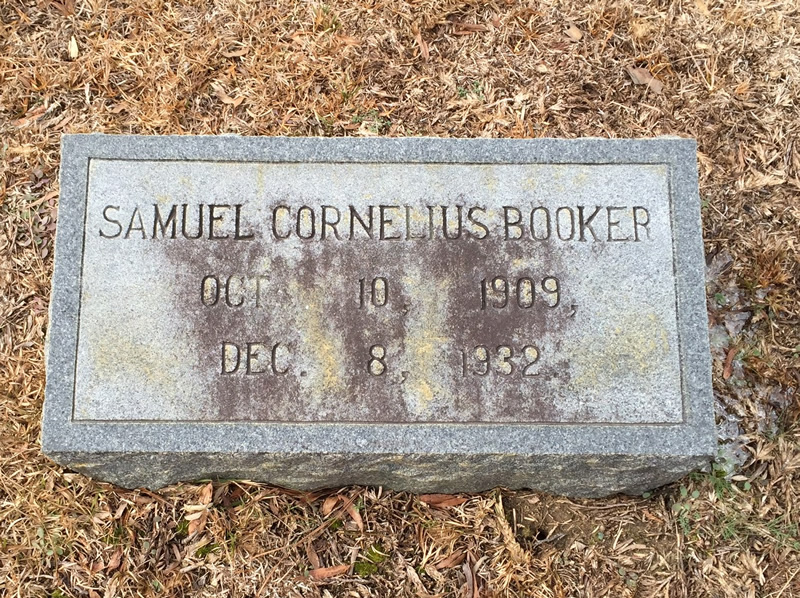 SAMUEL CORNELIUS BOOKER
OCT. 10, 1909,
DEC. 8, 1932.